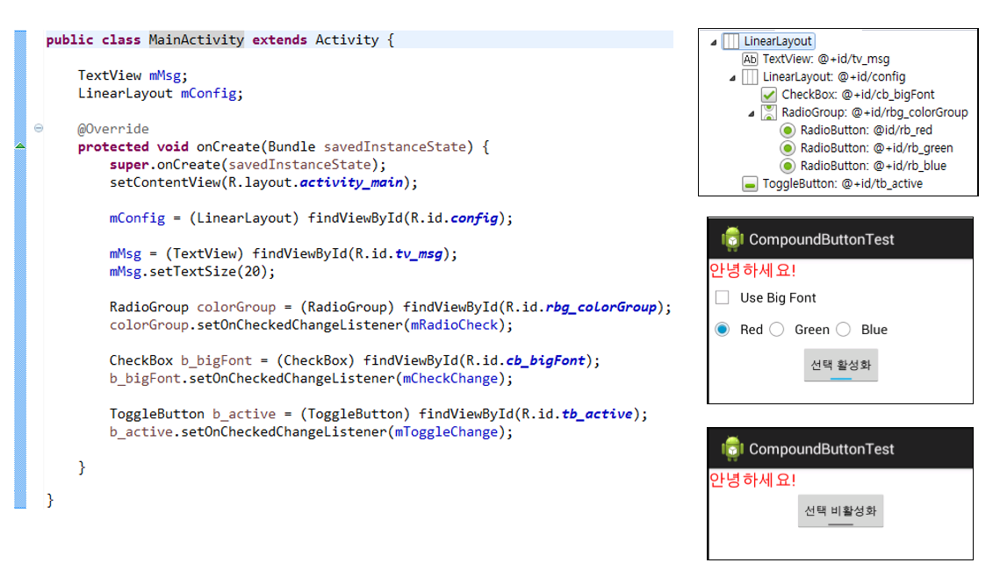 public class MainActivity extends Activity {
TextView mMsg;
LinearLayout mConfig;
@Override
protected void onCreate(Bundle savedInstanceState) {
super.onCreate(savedInstanceState);
setContentView(R.layout.activity_main);
mConfig = (LinearLayout) findViewById(R.id.config);
mMsg = (TextView) findViewById(R.id.tv_msg);
mMsg.setTextSize(20);
RadioGroup colorGroup = (RadioGroup) findViewById(R.id.rbg_colorGroup);
colorGroup.setOnCheckedChangeListener(mRadioCheck);
CheckBox b_bigFont = (CheckBox) findViewById(R.id.cb_bigFont);
b_bigFont.setOnCheckedChangeListener(mCheckChange);
ToggleButton b_active = (ToggleButton) findViewById(R.id.tb_active);
b_active.setOnCheckedChangeListener(mToggleChange);
}
}
LinearLayout
Ab TextView: @+id/tv_msg
LinearLayout: @+id/config
CheckBox: @+id/cb_bigFont
RadioGroup: @+id/rbg_colorGroup
RadioButton: @id/rb_red
RadioButton: @+id/rb_green
RadioButton: @+id/rb_blue
ToggleButton: @+id/tb_active
CompoundButtonTest
안녕하세요!
Use Big Font
Red Green Blue
선택 활성화
CompoundButtonTest
안녕하세요!
선택 비활성화